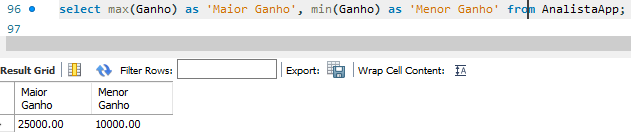 96 select max(Ganho) as 'Maior Ganho', min(Ganho) as 'Menor Ganho' from AnalistaApp;
97
Result Grid Filter Rows: Export: Wrap Cell Content: IA
Maior Ganho Menor Ganho
25000.00 10000.00